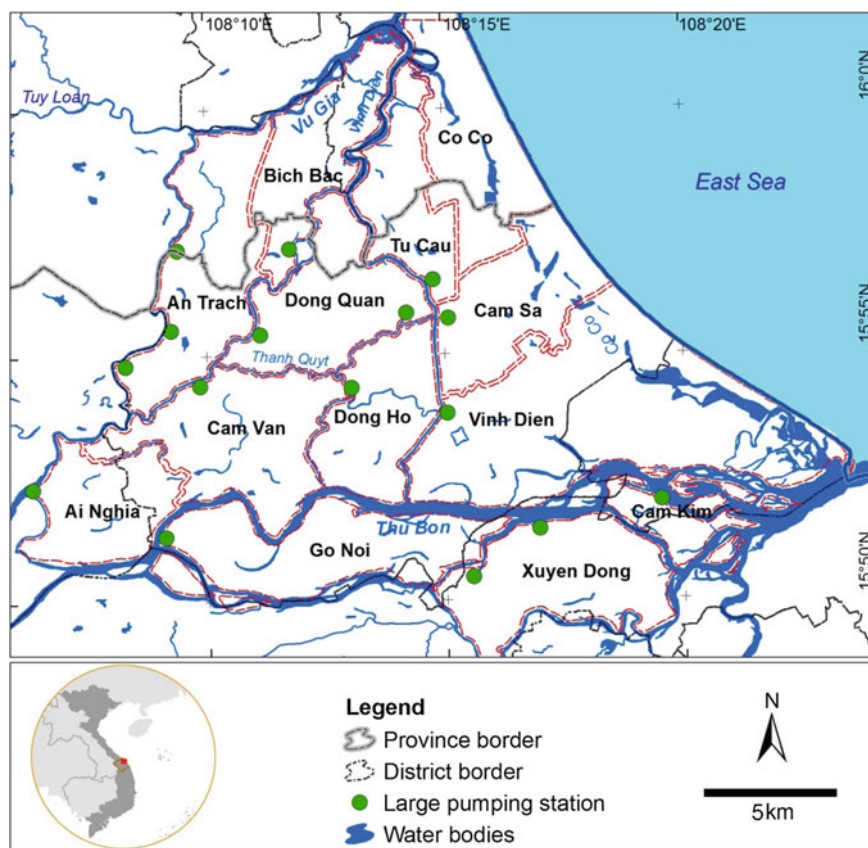 108°10'E
108°15'E
108°20'E
16°0'N
Tuy Loan
Vu Gia
Vinh Dien
Co Co
Bich Bac
East Sea
Tu Cau
An Trach
Dong Quan
Cam Sa
15°55'N
Co Co
Thanh Quyt
Cam Van
Dong Ho
Vinh Dien
Ai Nghia
Cam Kim
Thu Bon
Go Noi
15°50'N
Xuyen Dong
Legend
Province border
District border
Large pumping station
Water bodies
N
5km